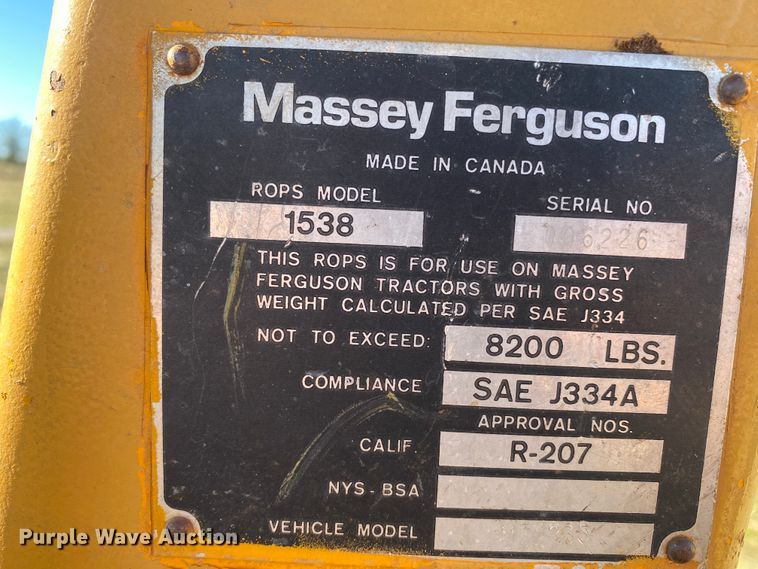 Massey Ferguson
MADE IN CANADA
ROPS MODEL SERIAL NO.
1538 006226
THIS ROPS IS FOR USE ON MASSEY
FERGUSON TRACTORS WITH GROSS
WEIGHT CALCULATED PER SAE J334
NOT TO EXCEED: 8200 LBS.
COMPLIANCE SAE J334A
APPROVAL NOS.
CALIF. R-207
NYS-BSA
VEHICLE MODEL
Purple Wave Auction